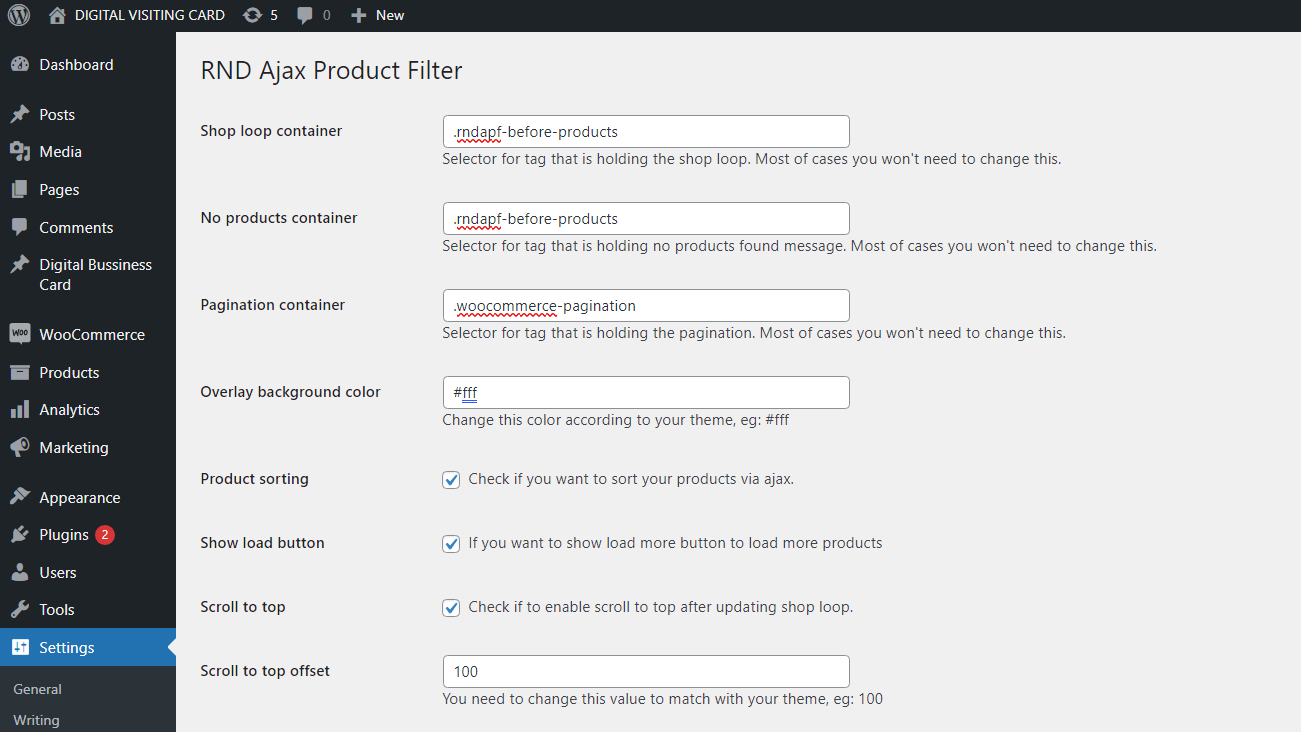 DIGITAL VISITING CARD 5 0 New
Dashboard
Posts
Media
Pages
Comments
Digital Bussiness
Card
WooCommerce
Products
Analytics
Marketing
Appearance
Plugins 2
Users
Tools
Settings
General
Writing
RND Ajax Product Filter
Shop loop container
.rndapf-before-products
Selector for tag that is holding the shop loop. Most of cases you won't need to change this.
No products container
.rndapf-before-products
Selector for tag that is holding no products found message. Most of cases you won't need to change this.
Pagination container
.woocommerce-pagination
Selector for tag that is holding the pagination. Most of cases you won't need to change this.
Overlay background color
#fff
Change this color according to your theme, eg: #fff
Product sorting
Check if you want to sort your products via ajax.
Show load button
If you want to show load more button to load more products
Scroll to top
Check if to enable scroll to top after updating shop loop.
Scroll to top offset
100
You need to change this value to match with your theme, eg: 100